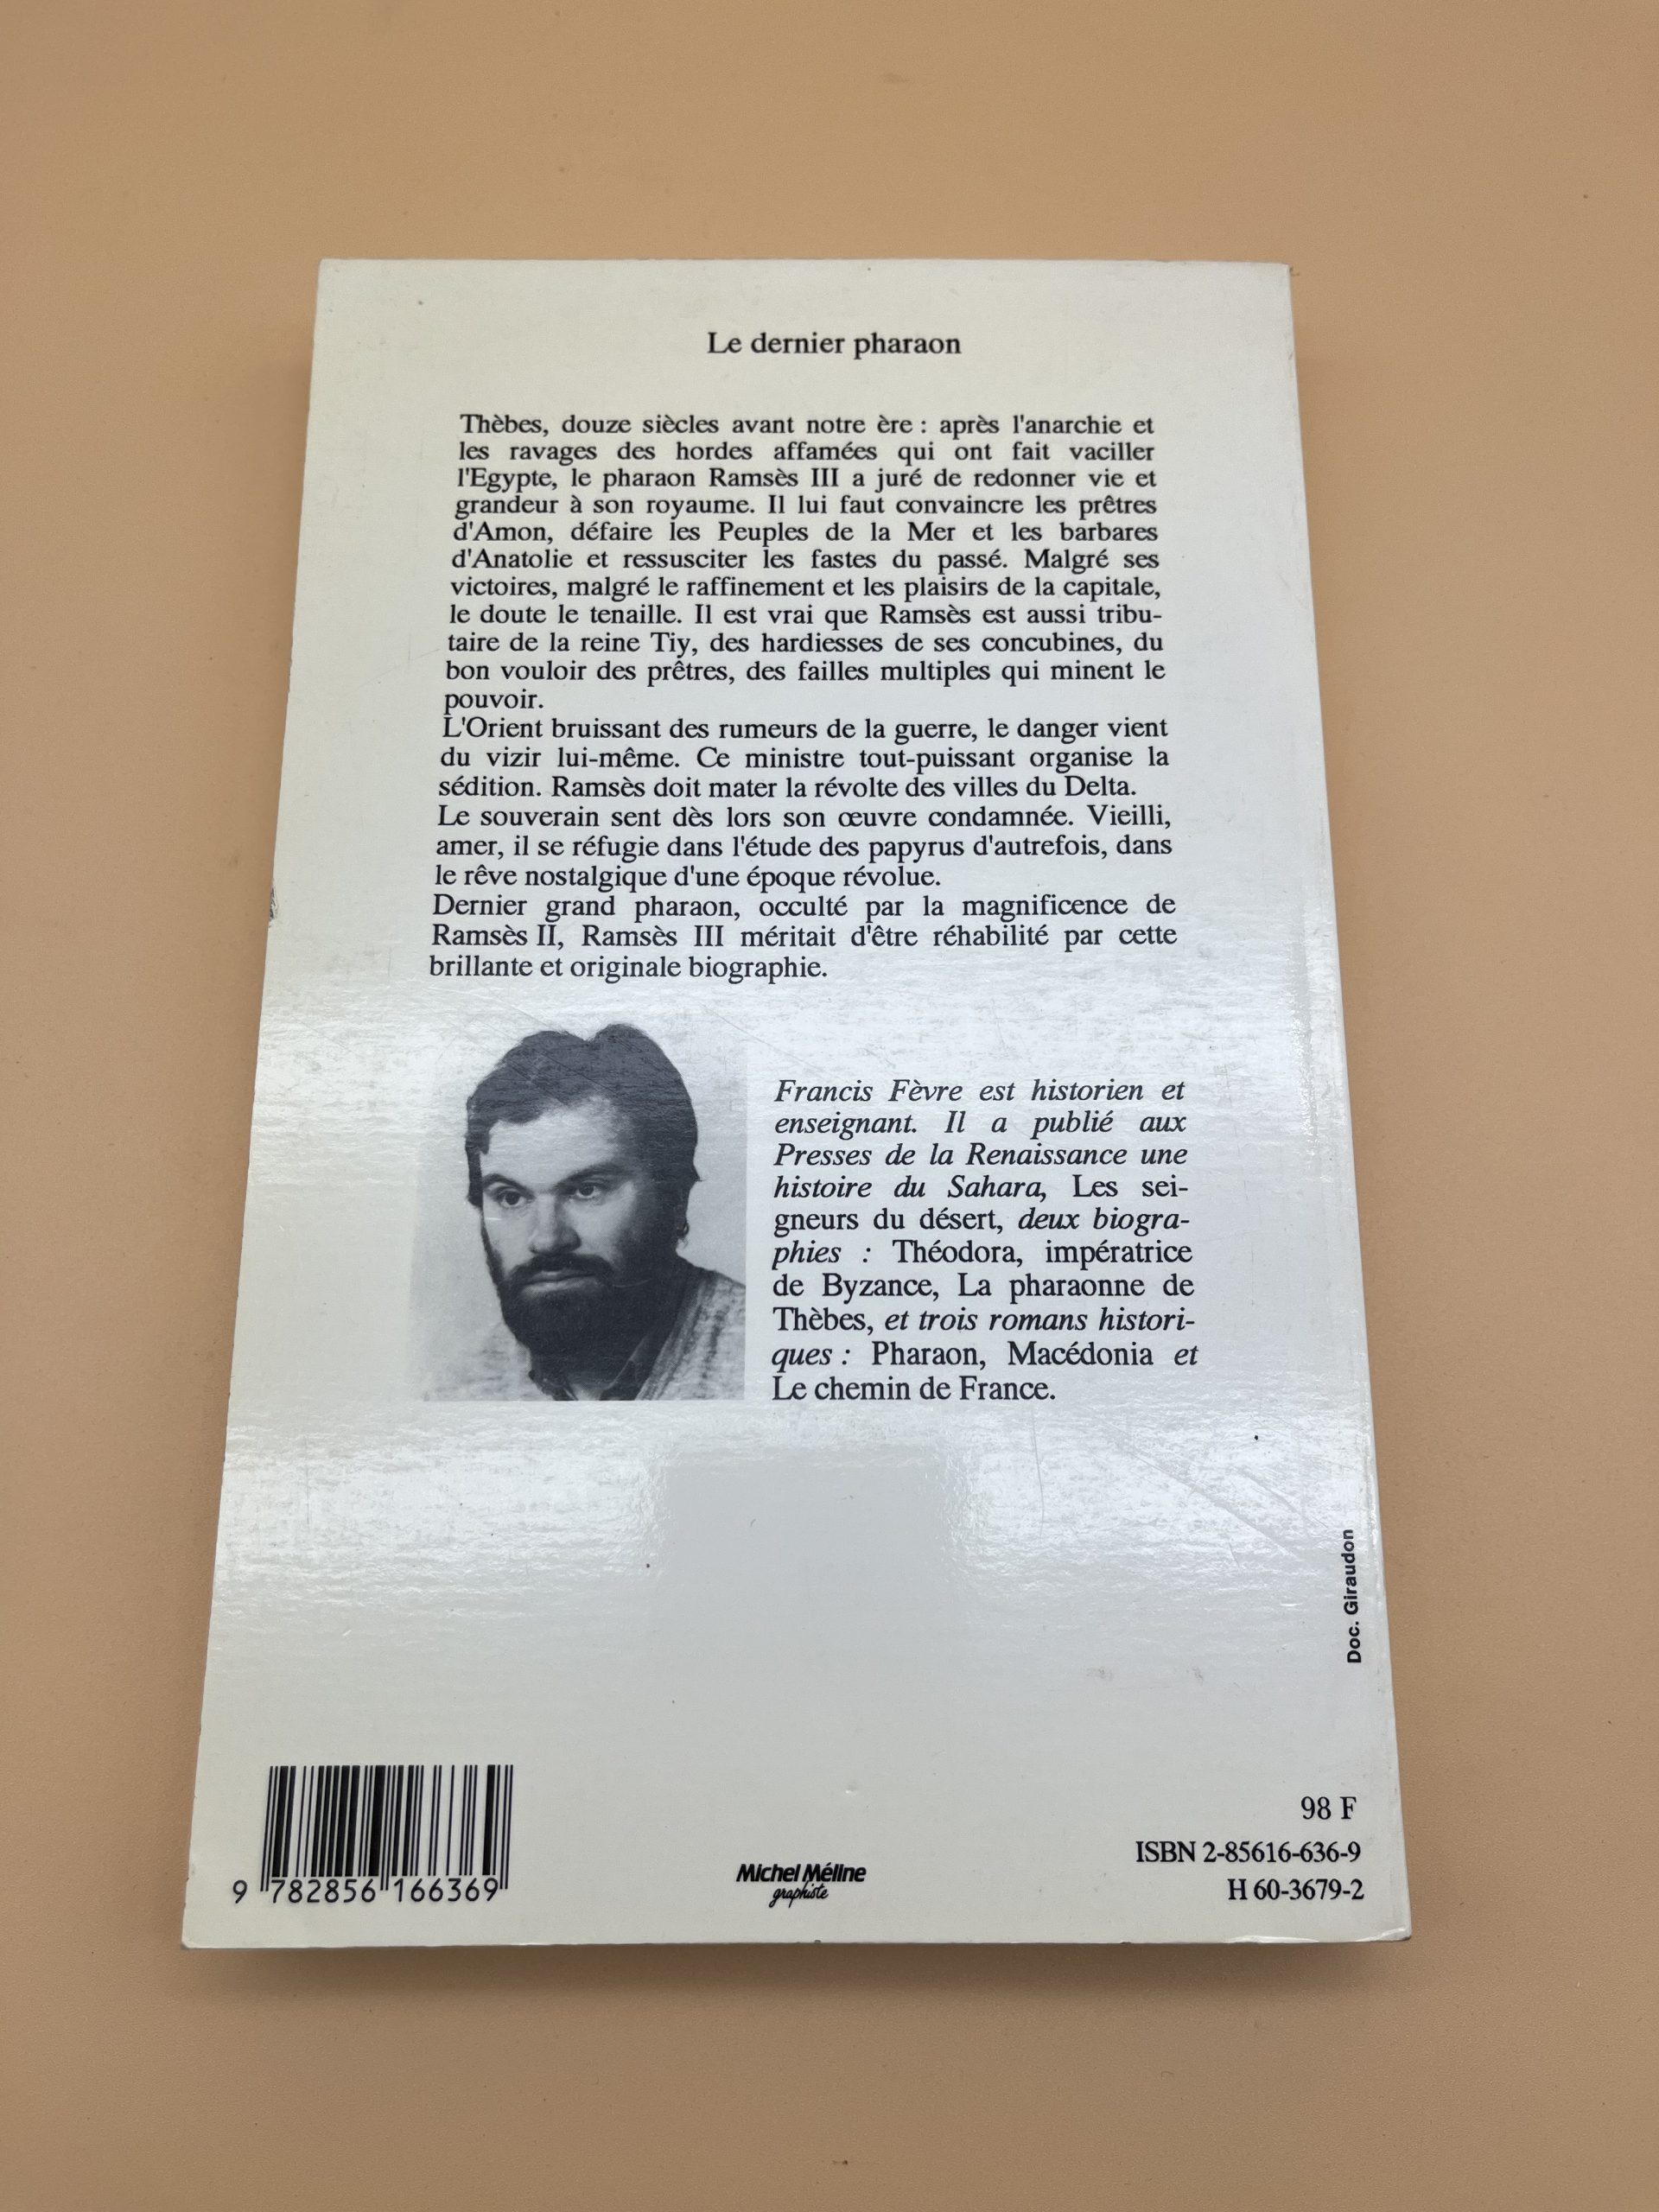 Le dernier pharaon
Thèbes, douze siècles avant notre ère : après l'anarchie et
les ravages des hordes affamées qui ont fait vaciller
l'Egypte, le pharaon Ramsès III a juré de redonner vie et
grandeur à son royaume. Il lui faut convaincre les prêtres
d'Amon, défaire les Peuples de la Mer et les barbares
d'Anatolie et ressusciter les fastes du passé. Malgré ses
victoires, malgré le raffinement et les plaisirs de la capitale,
le doute le tenaille. Il est vrai que Ramsès est aussi tribu-
taire de la reine Tiy, des hardiesses de ses concubines, du
bon vouloir des prêtres, des failles multiples qui minent le
pouvoir.
L'Orient bruissant des rumeurs de la guerre, le danger vient
du vizir lui-même. Ce ministre tout-puissant organise la
sédition. Ramsès doit mater la révolte des villes du Delta.
Le souverain sent dès lors son œuvre condamnée. Vieilli,
amer, il se réfugie dans l'étude des papyrus d'autrefois, dans
le rêve nostalgique d'une époque révolue.
Dernier grand pharaon, occulté par la magnificence de
Ramsès II, Ramsès III méritait d'être réhabilité par cette
brillante et originale biographie.
Francis Fèvre est historien et
enseignant. Il a publié aux
Presses de la Renaissance une
histoire du Sahara, Les sei-
gneurs du désert, deux biogra-
phies : Théodora, impératrice
de Byzance, La pharaonne de
Thèbes, et trois romans histori-
ques : Pharaon, Macédonia et
Le chemin de France.
Doc. Giraudon
9 782856 166369
Michel Méline
graphiste
98 F
ISBN 2-85616-636-9
H 60-3679-2